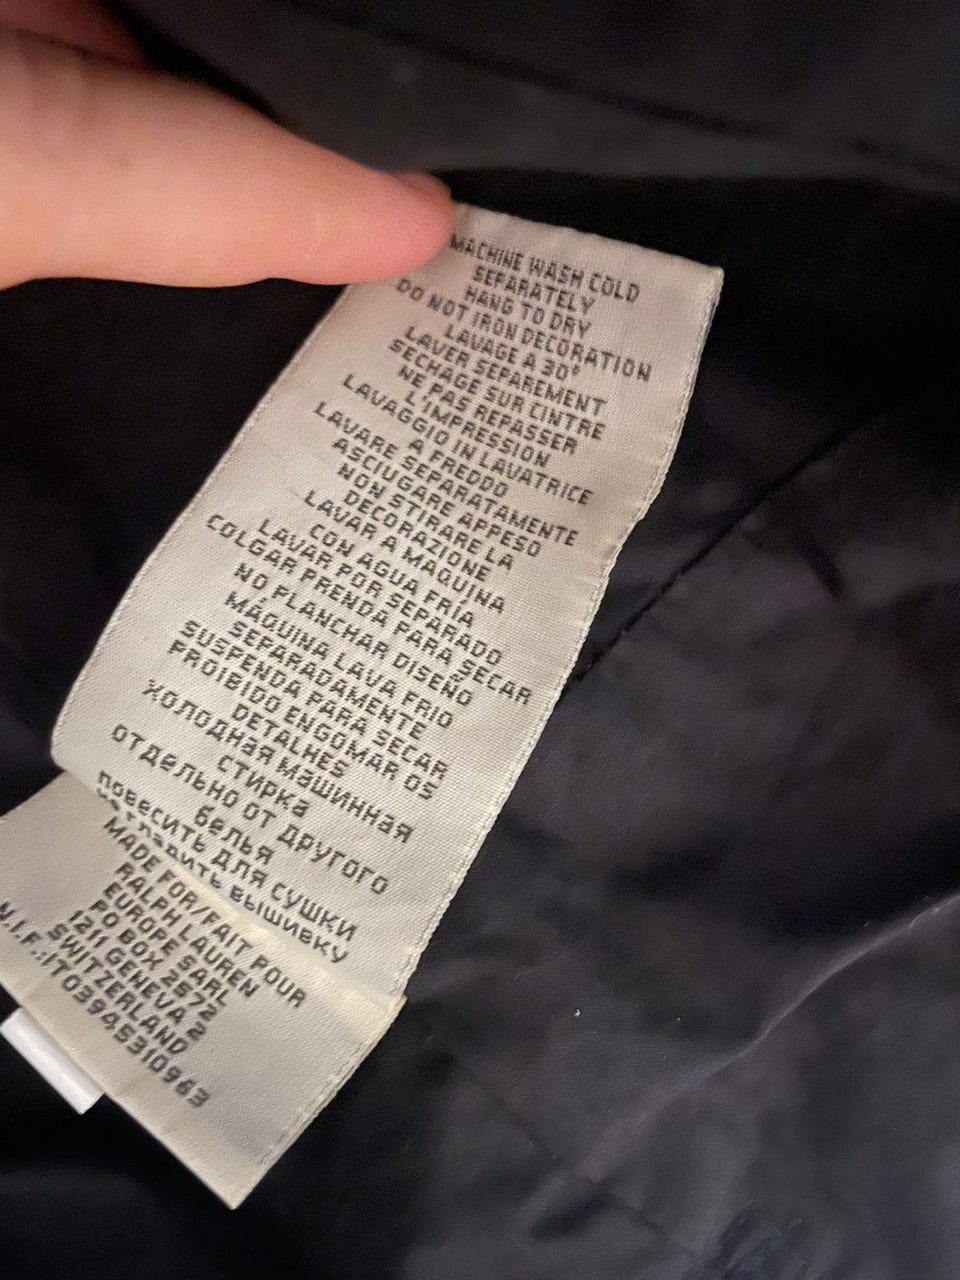 MACHINE WASH COLD
SEPARATELY
HANG TO DRY
DO NOT IRON DECORATION
LAVAGE A 30°
LAVER SEPAREMENT
SECHAGE SUR CINTRE
NE PAS REPASSER
L'IMPRESSION
LAVAGGIO IN LAVATRICE
A FREDDO
LAVARE SEPARATAMENTE
ASCIUGARE APPESO
NON STIRARE LA
DECORAZIONE
LAVAR A MAQUINA
CON AGUA FRÍA
LAVAR POR SEPARADO
COLGAR PRENDA PARA SECAR
NO PLANCHAR DISEÑO
MÁQUINA LAVA FRIO
SEPARADAMENTE
SUSPENDA PARA SECAR
PROIBIDO ENGOMAR OS
DETALHES
холодная машинная
стирка
отдельно от другого
белья
повесить для сушки
гладить вышивку
MADE FOR/FAIT POUR
RALPH LAUREN
EUROPE SARL
PO BOX 2572
1211 GENEVA 2
SWITZERLAND
V.I.F.:IT03945310963